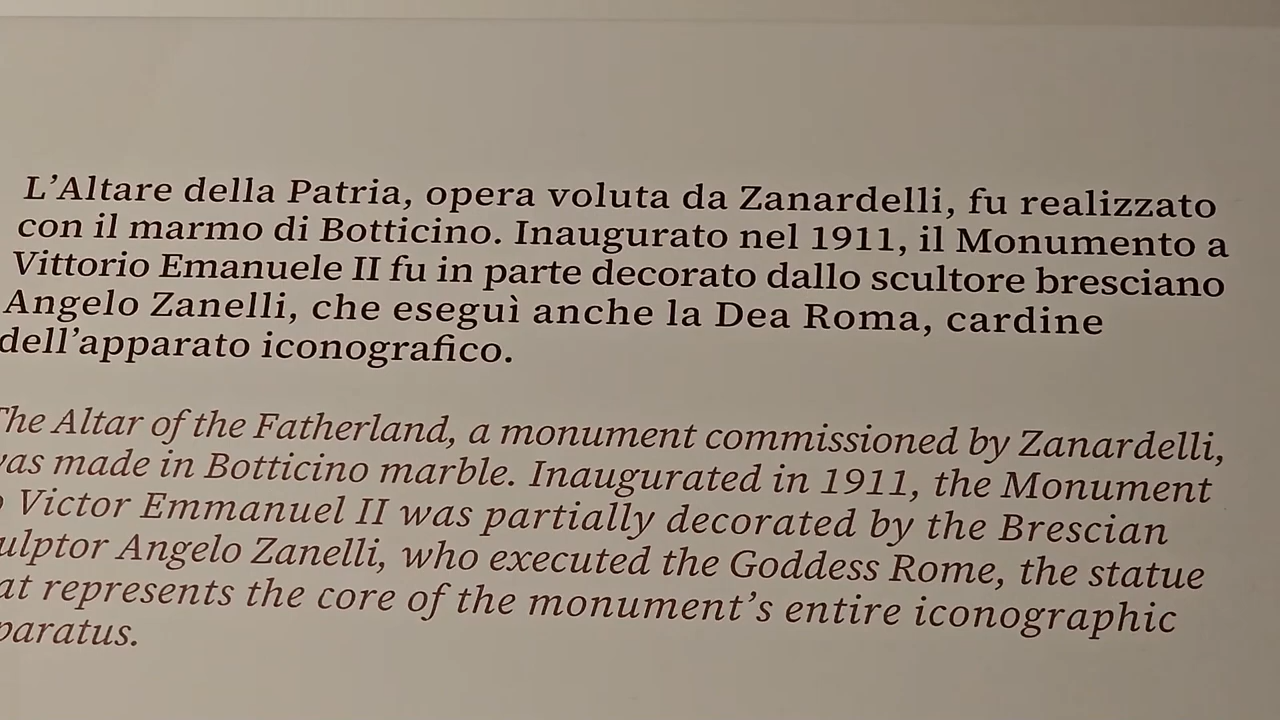 L'Altare della Patria, opera voluta da Zanardelli, fu realizzato
con il marmo di Botticino. Inaugurato nel 1911, il Monumento a
Vittorio Emanuele II fu in parte decorato dallo scultore bresciano
Angelo Zanelli, che eseguì anche la Dea Roma, cardine
dell'apparato iconografico.
The Altar of the Fatherland, a monument commissioned by Zanardelli,
was made in Botticino marble. Inaugurated in 1911, the Monument
Victor Emmanuel II was partially decorated by the Brescian
ulptor Angelo Zanelli, who executed the Goddess Rome, the statue
at represents the core of the monument's entire iconographic
paratus.